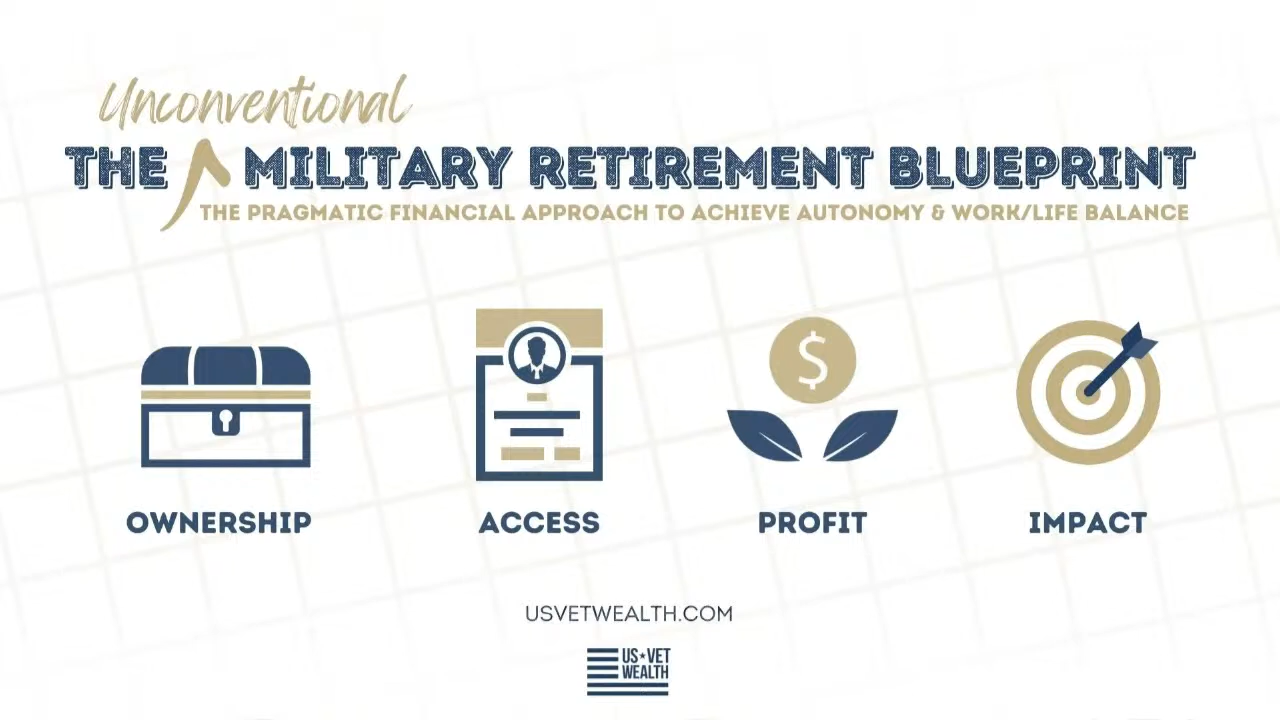 Unconventional
THE MILITARY RETIREMENT BLUEPRINT
THE PRAGMATIC FINANCIAL APPROACH TO ACHIEVE AUTONOMY & WORK/LIFE BALANCE
$
OWNERSHIP ACCESS PROFIT IMPACT
USVETWEALTH.COM
US★VET
WEALTH